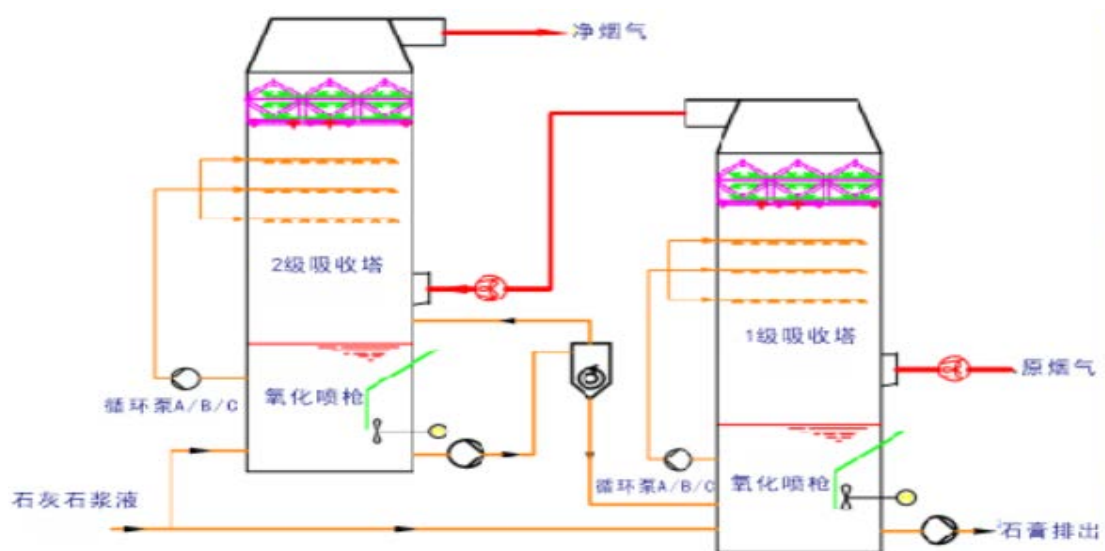 净烟气
2级吸收塔
1级吸收塔
原烟气
氧化喷枪
循环泵A/B/C
循环泵A/B/C
氧化喷枪
石灰石浆液
石膏排出